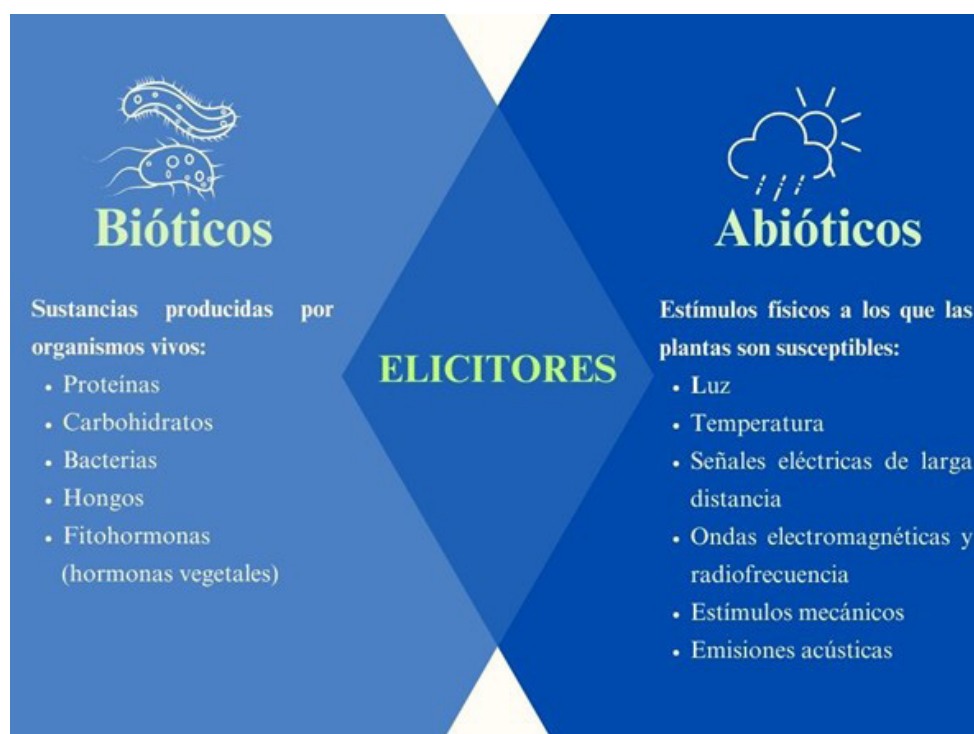 Bióticos
Sustancias producidas por
organismos vivos:
• Proteínas
• Carbohidratos
• Bacterias
• Hongos
• Fitohormonas
(hormonas vegetales)
ELICITORES
Abióticos
Estímulos físicos a los que las
plantas son susceptibles:
• Luz
• Temperatura
• Señales eléctricas de larga
distancia
• Ondas electromagnéticas y
radiofrecuencia
• Estímulos mecánicos
• Emisiones acústicas